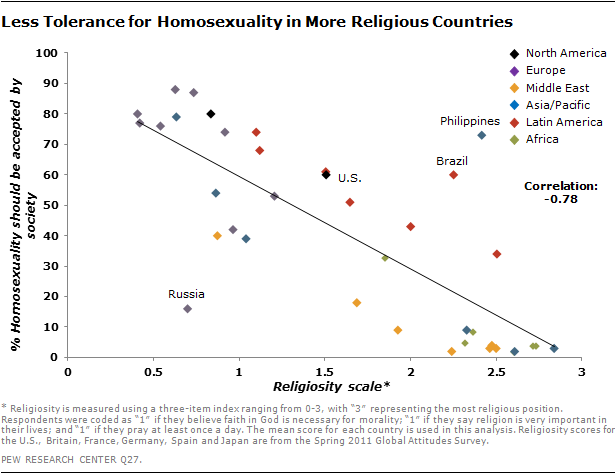 Less Tolerance for Homosexuality in More Religious Countries
100
90
80
70
60
50
40
30
20
10
0
% Homosexuality should be accepted by
society
North America
Europe
Middle East
Asia/Pacific
Latin America
Africa
Philippines
Brazil
U.S.
Correlation:
-0.78
Russia
0 0.5 1 1.5 2 2.5 3
Religiosity scale*
* Religiosity is measured using a three-item index ranging from 0-3, with "3" representing the most religious position.
Respondents were coded as "1" if they believe faith in God is necessary for morality; "1" if they say religion is very important in
their lives; and "1" if they pray at least once a day. The mean score for each country is used in this analysis. Religiosity scores for
the U.S., Britain, France, Germany, Spain and Japan are from the Spring 2011 Global Attitudes Survey.
PEW RESEARCH CENTER Q27.